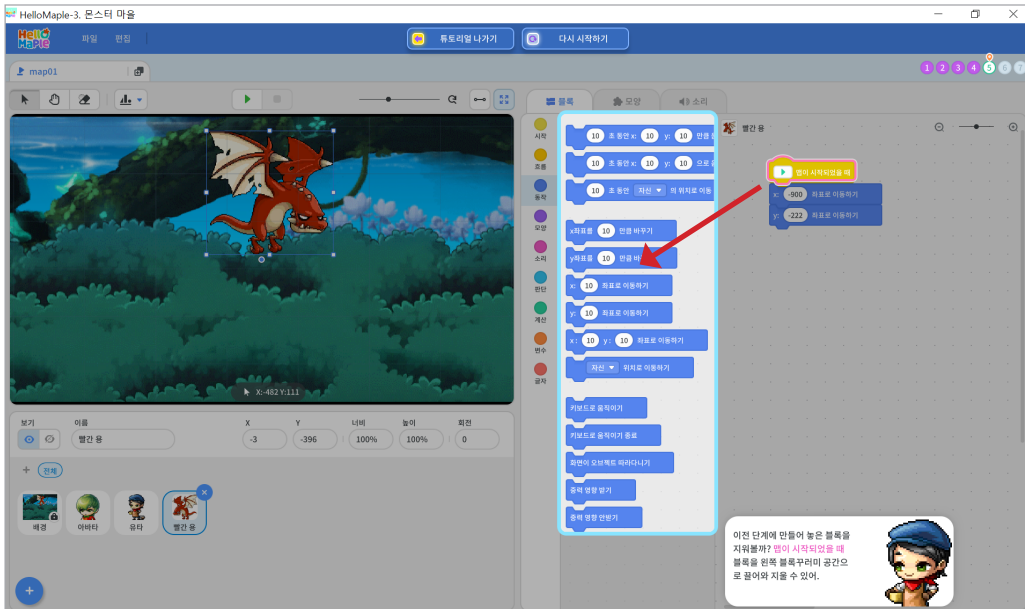 HelloMaple-3. 몬스터 마을
Hello Maple
파일 편집
튜토리얼 나가기
다시 시작하기
map01
1 2 3 4 5 6 7
블록 모양 소리
시작
흐름
동작
모양
소리
판단
계산
변수
글자
10 초 동안 x: 10 y: 10 만큼
10 초 동안 x: 10 y: 10 으로
10 초 동안 자신 의 위치로 이동
x좌표를 10 만큼 바꾸기
y좌표를 10 만큼
x: 10 좌표로 이동하기
y: 10 좌표로 이동하기
x: 10 y: 10 좌표로 이동하기
자신 위치로 이동하기
키보드로 움직이기
키보드로 움직이기 종료
화면이 오브젝트 따라다니기
중력 영향 받기
중력 영향 안받기
빨간 용
맵이 시작되었을 때
x: -900 좌표로 이동하기
y: -222 좌표로 이동하기
X:-482 Y:111
보기 이름 X Y 너비 높이 회전
빨간 용 -3 -396 100% 100% 0
+ 전체
배경 아바타 유타 빨간 용
이전 단계에 만들어 놓은 블록을
지워볼까? 맵이 시작되었을 때
블록을 왼쪽 블록꾸러미 공간으
로 끌어와 지울 수 있어.